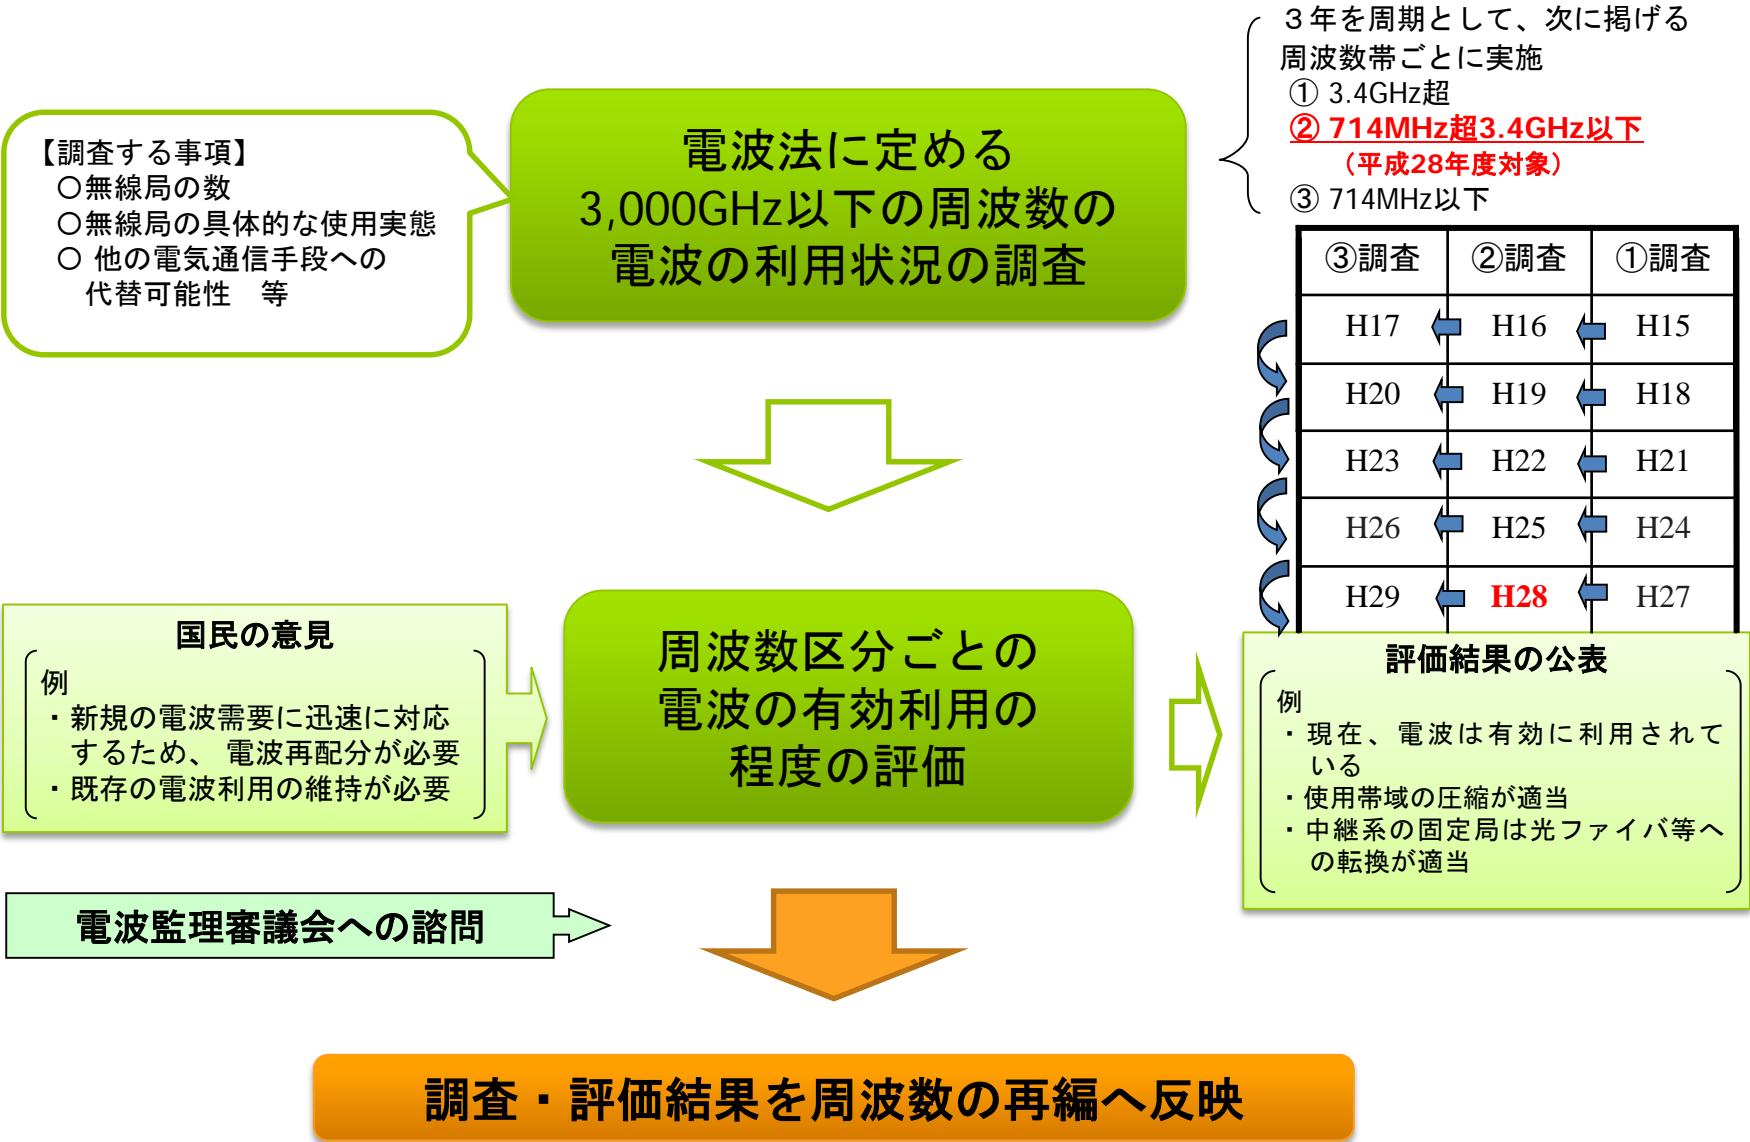 ３年を周期として、次に掲げる
周波数帯ごとに実施
① 3.4GHz超
② 714MHz超3.4GHz以下
（平成28年度対象）
③ 714MHz以下
【調査する事項】
○無線局の数
○無線局の具体的な使用実態
○ 他の電気通信手段への
代替可能性　等
電波法に定める
3,000GHz以下の周波数の
電波の利用状況の調査
③調査 ②調査 ①調査
H17 H16 H15
H20 H19 H18
H23 H22 H21
H26 H25 H24
H29 H28 H27
国民の意見
例
・新規の電波需要に迅速に対応
するため、 電波再配分が必要
・既存の電波利用の維持が必要
周波数区分ごとの
電波の有効利用の
程度の評価
評価結果の公表
例
・現在、電波は有効に利用されて
いる
・使用帯域の圧縮が適当
・中継系の固定局は光ファイバ等へ
の転換が適当
電波監理審議会への諮問
調査・評価結果を周波数の再編へ反映